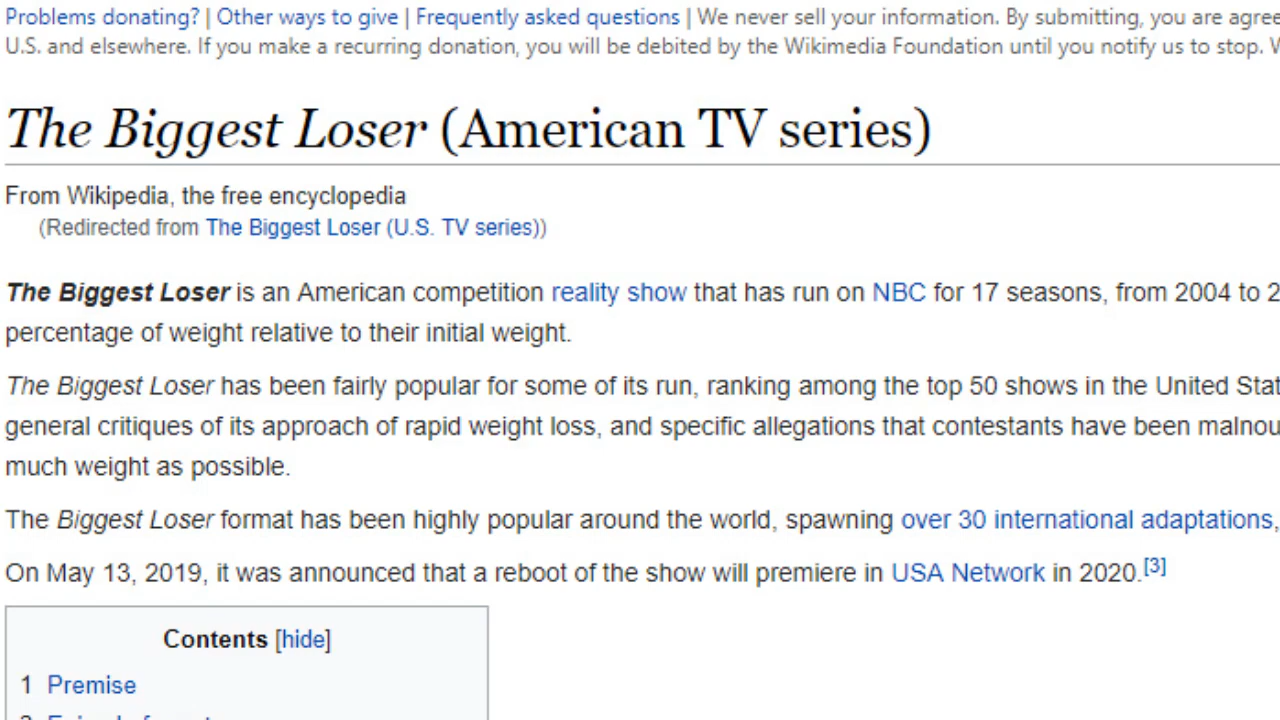 Problems donating? | Other ways to give | Frequently asked questions | We never sell your information. By submitting, you are agree
U.S. and elsewhere. If you make a recurring donation, you will be debited by the Wikimedia Foundation until you notify us to stop. W
The Biggest Loser (American TV series)
From Wikipedia, the free encyclopedia
(Redirected from The Biggest Loser (U.S. TV series))
The Biggest Loser is an American competition reality show that has run on NBC for 17 seasons, from 2004 to 2
percentage of weight relative to their initial weight.
The Biggest Loser has been fairly popular for some of its run, ranking among the top 50 shows in the United Stat
general critiques of its approach of rapid weight loss, and specific allegations that contestants have been malnou
much weight as possible.
The Biggest Loser format has been highly popular around the world, spawning over 30 international adaptations,
On May 13, 2019, it was announced that a reboot of the show will premiere in USA Network in 2020.[3]
Contents [hide]
1 Premise